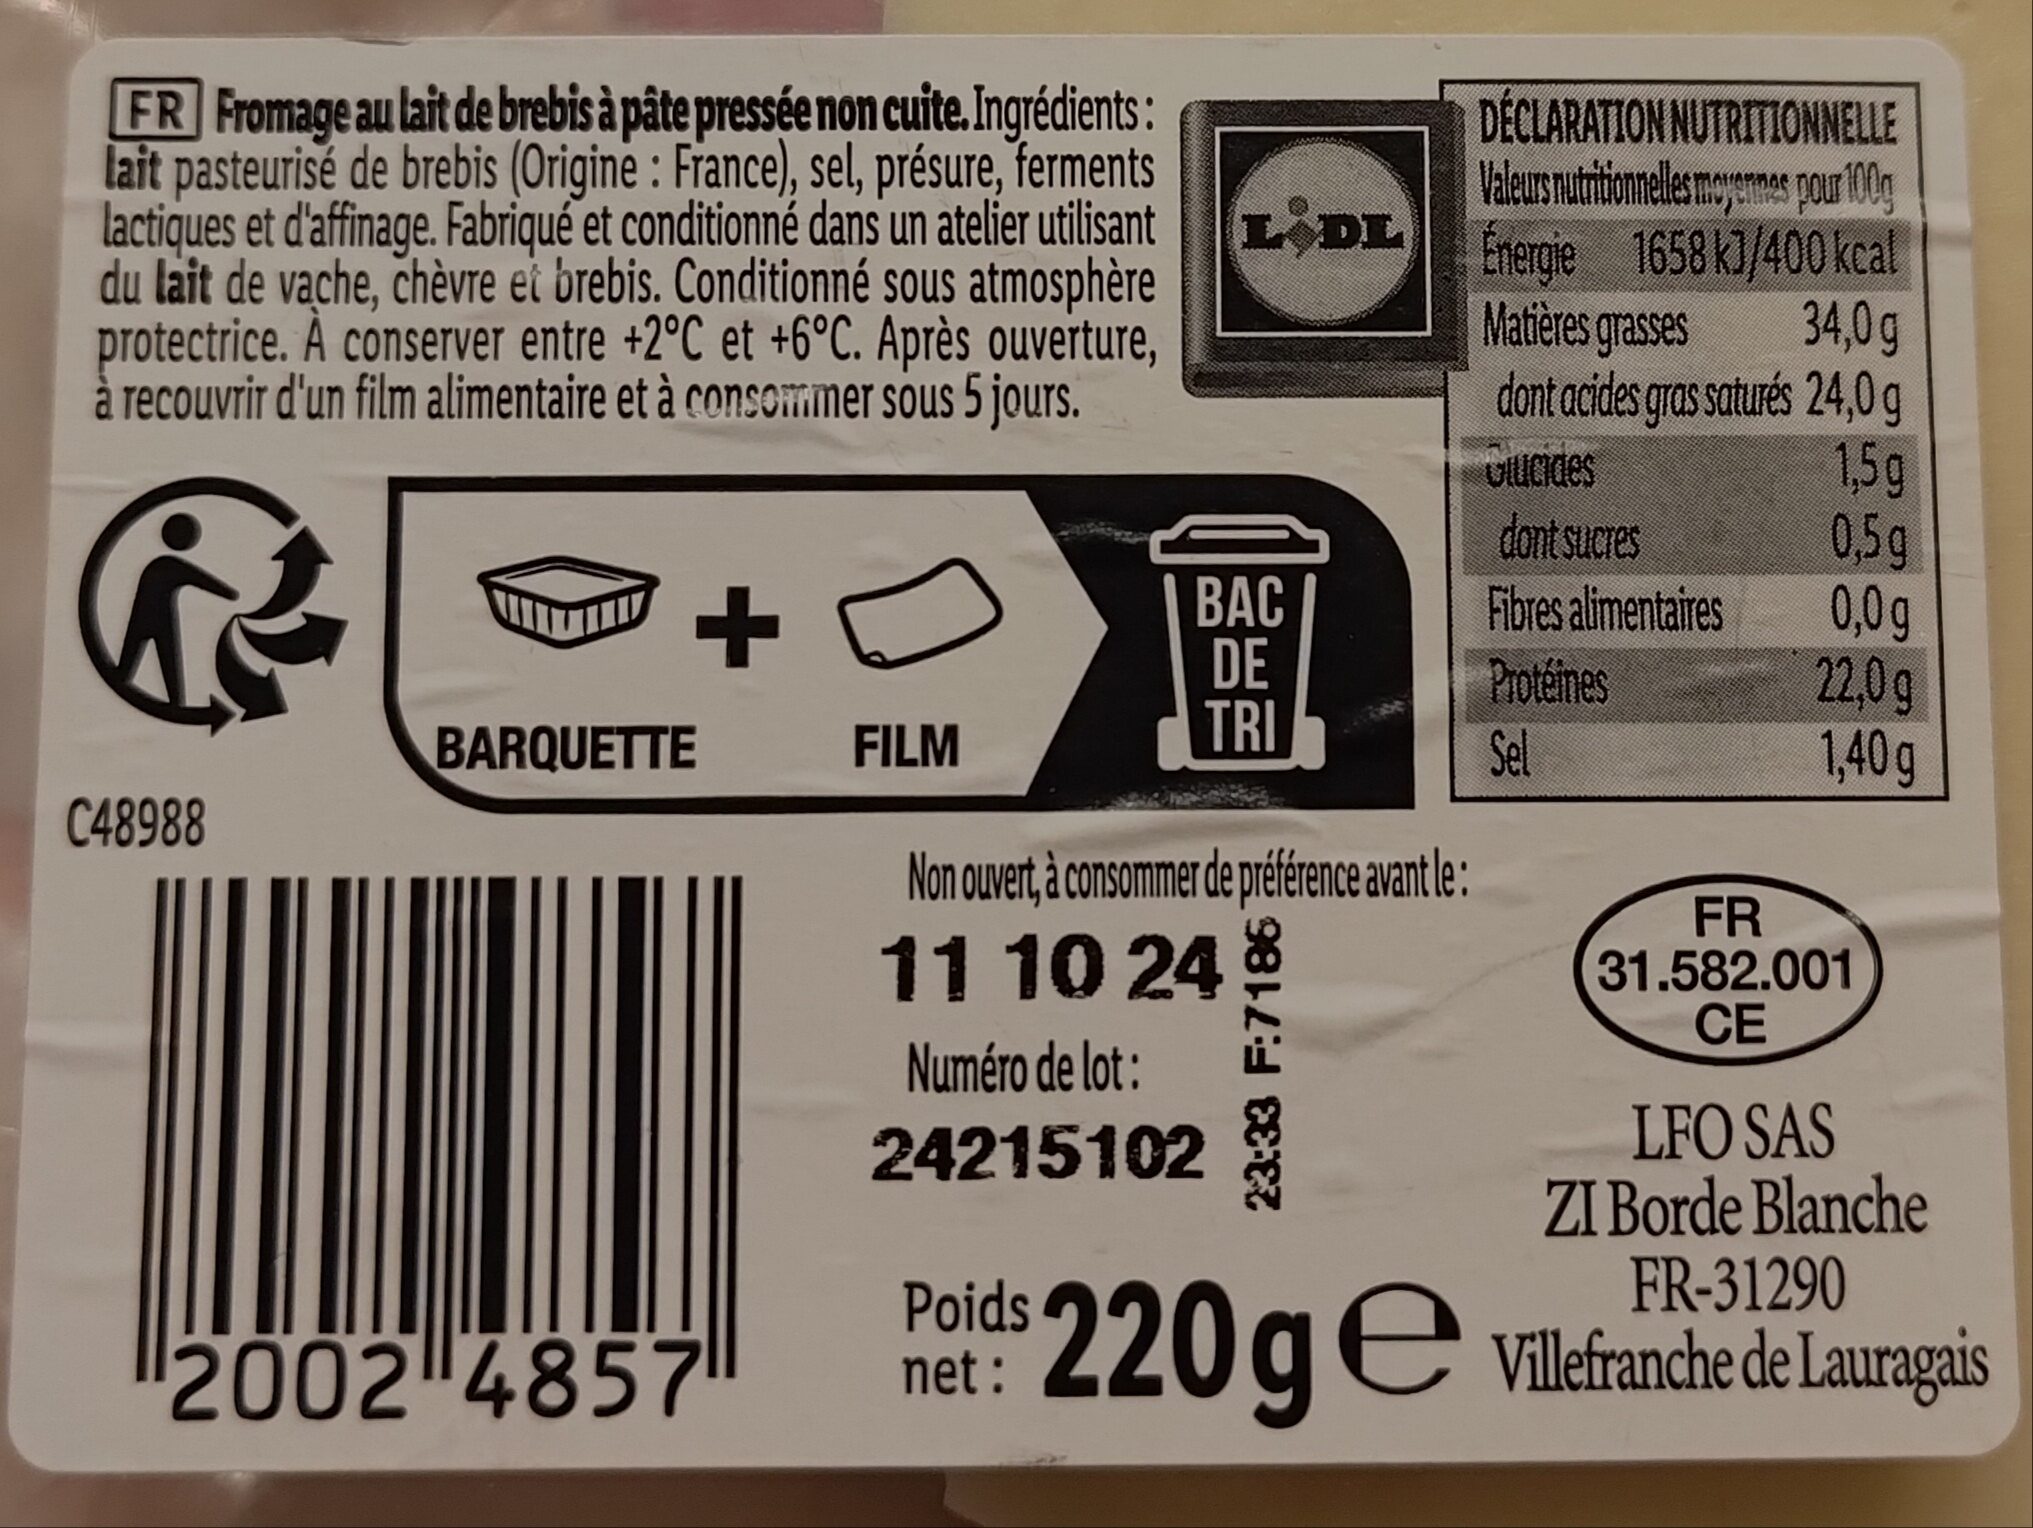 FR Fromage au lait de brebis à pâte pressée non cuite. Ingrédients :
lait pasteurisé de brebis (Origine : France), sel, présure, ferments
lactiques et d'affinage. Fabriqué et conditionné dans un atelier utilisant
du lait de vache, chèvre et brebis. Conditionné sous atmosphère
protectrice. À conserver entre +2°C et +6°C. Après ouverture,
à recouvrir d'un film alimentaire et à consommer sous 5 jours.
LIDL
DÉCLARATION NUTRITIONNELLE
Valeurs nutritionnelles moyennes pour 100g
Énergie 1658 kJ/400 kcal
Matières grasses 34,0 g
dont acides gras saturés 24,0 g
Glucides 1,5 g
dont sucres 0,5 g
Fibres alimentaires 0,0 g
Protéines 22,0 g
Sel 1,40 g
BARQUETTE + FILM
BAC
DE
TRI
C48988
2002 4857
Non ouvert, à consommer de préférence avant le :
11 10 24
Numéro de lot :
24215102
23:33 F:7186
Poids
net : 220 g e
FR
31.582.001
CE
LFO SAS
ZI Borde Blanche
FR-31290
Villefranche de Lauragais